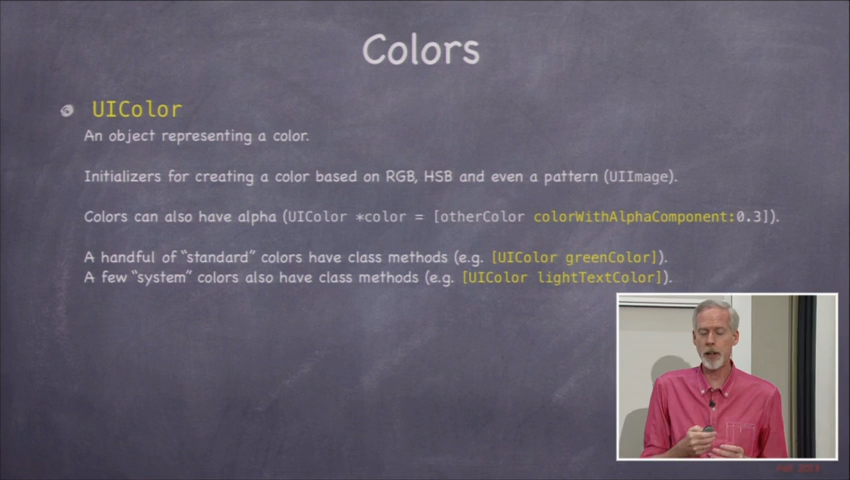 Colors
UIColor
An object representing a color.
Initializers for creating a color based on RGB, HSB and even a pattern (UIImage).
Colors can also have alpha (UIColor *color = [otherColor colorWithAlphaComponent:0.3]).
A handful of “standard” colors have class methods (e.g. [UIColor greenColor]).
A few “system” colors also have class methods (e.g. [UIColor lightTextColor]).